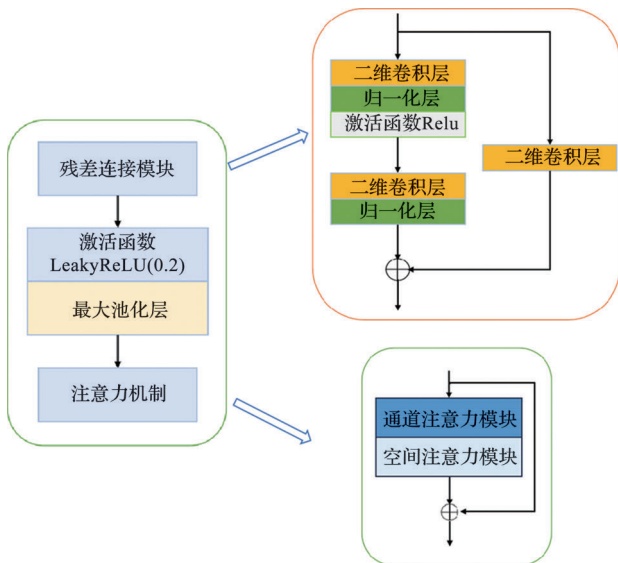 残差连接模块
激活函数
LeakyReLU(0.2)
最大池化层
注意力机制
二维卷积层
归一化层
激活函数Relu
二维卷积层
归一化层
二维卷积层
通道注意力模块
空间注意力模块